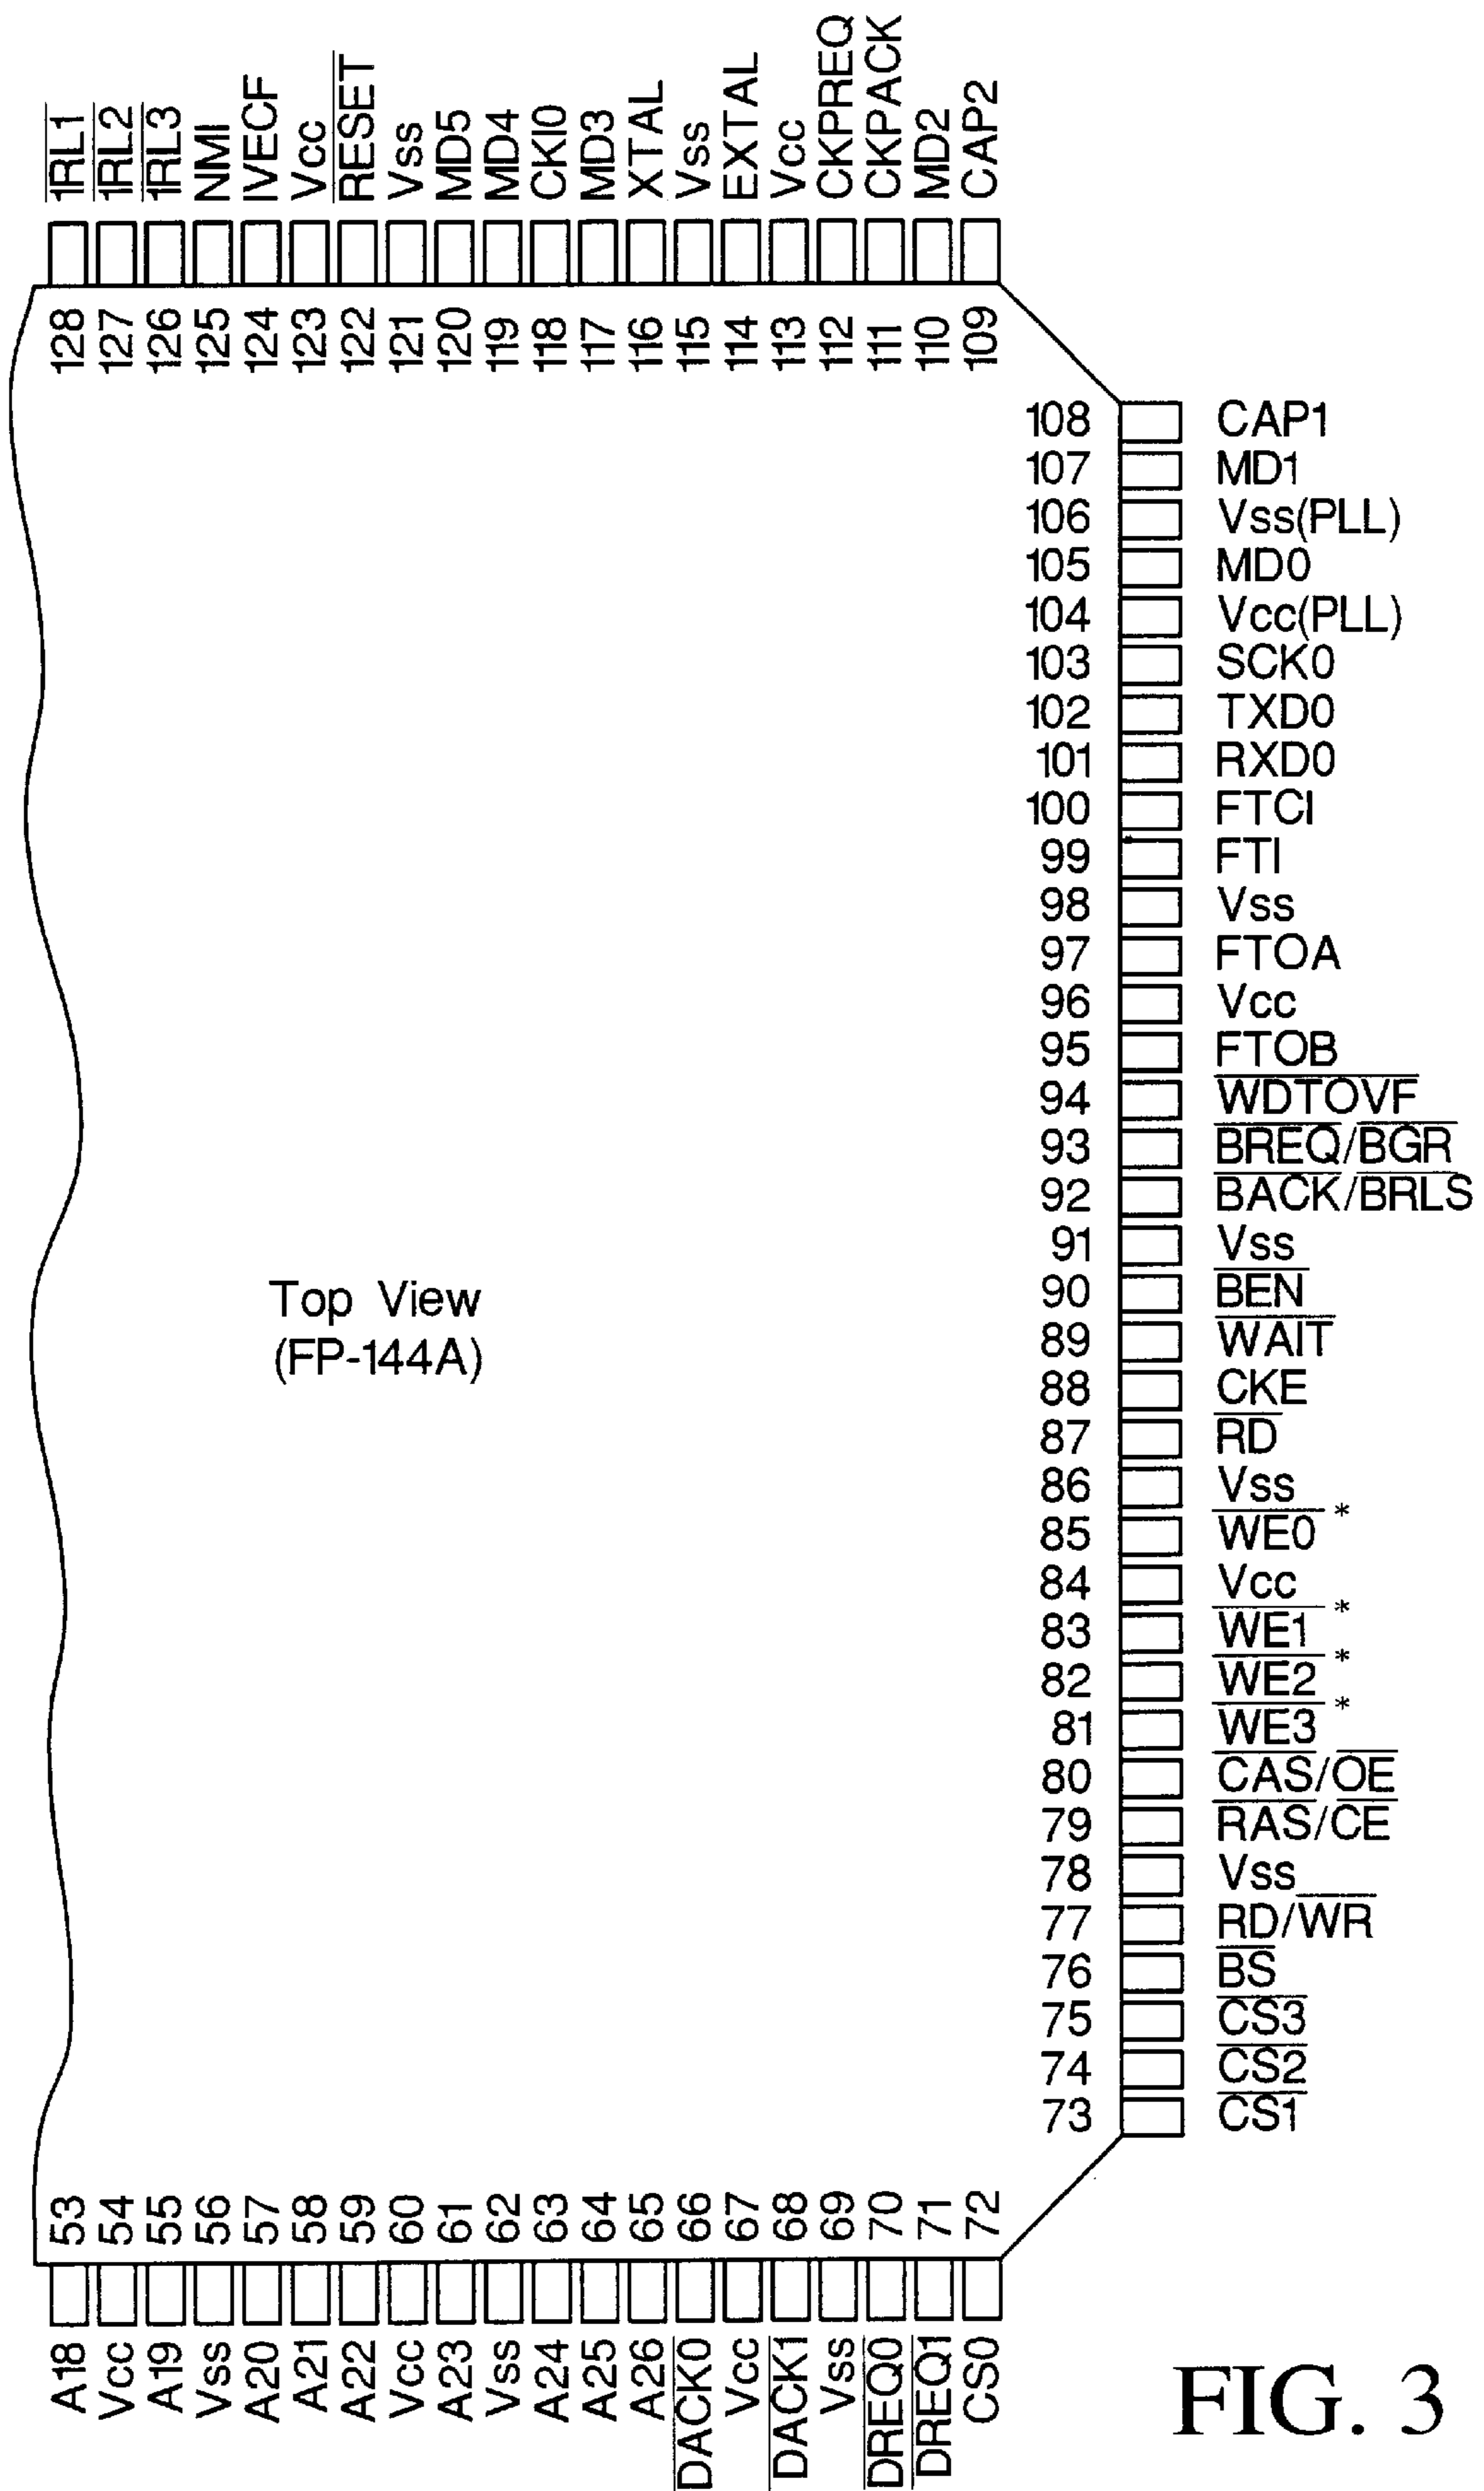 1RL1 1RL2 1RL3 NMI IVECF Vcc RESET Vss MD5 MD4 CKI0 MD3 XTAL Vss EXTAL Vcc CKPREQ CKPACK MD2 CAP2
128 127 126 125 124 123 122 121 120 119 118 117 116 115 114 113 112 111 110 109
108 CAP1
107 MD1
106 Vss(PLL)
105 MD0
104 Vcc(PLL)
103 SCK0
102 TXD0
101 RXD0
100 FTCI
99 FTI
98 Vss
97 FTOA
96 Vcc
95 FTOB
94 WDTOVF
93 BREQ/BGR
92 BACK/BRLS
91 Vss
90 BEN
89 WAIT
88 CKE
87 RD
86 Vss
85 WE0 *
84 Vcc
83 WE1 *
82 WE2 *
81 WE3 *
80 CAS/OE
79 RAS/CE
78 Vss
77 RD/WR
76 BS
75 CS3
74 CS2
73 CS1
Top View
(FP-144A)
53 54 55 56 57 58 59 60 61 62 63 64 65 66 67 68 69 70 71 72
A18 Vcc A19 Vss A20 A21 A22 Vcc A23 Vss A24 A25 A26 DACK0 Vcc DACK1 Vss DREQ0 DREQ1 CS0
FIG. 3